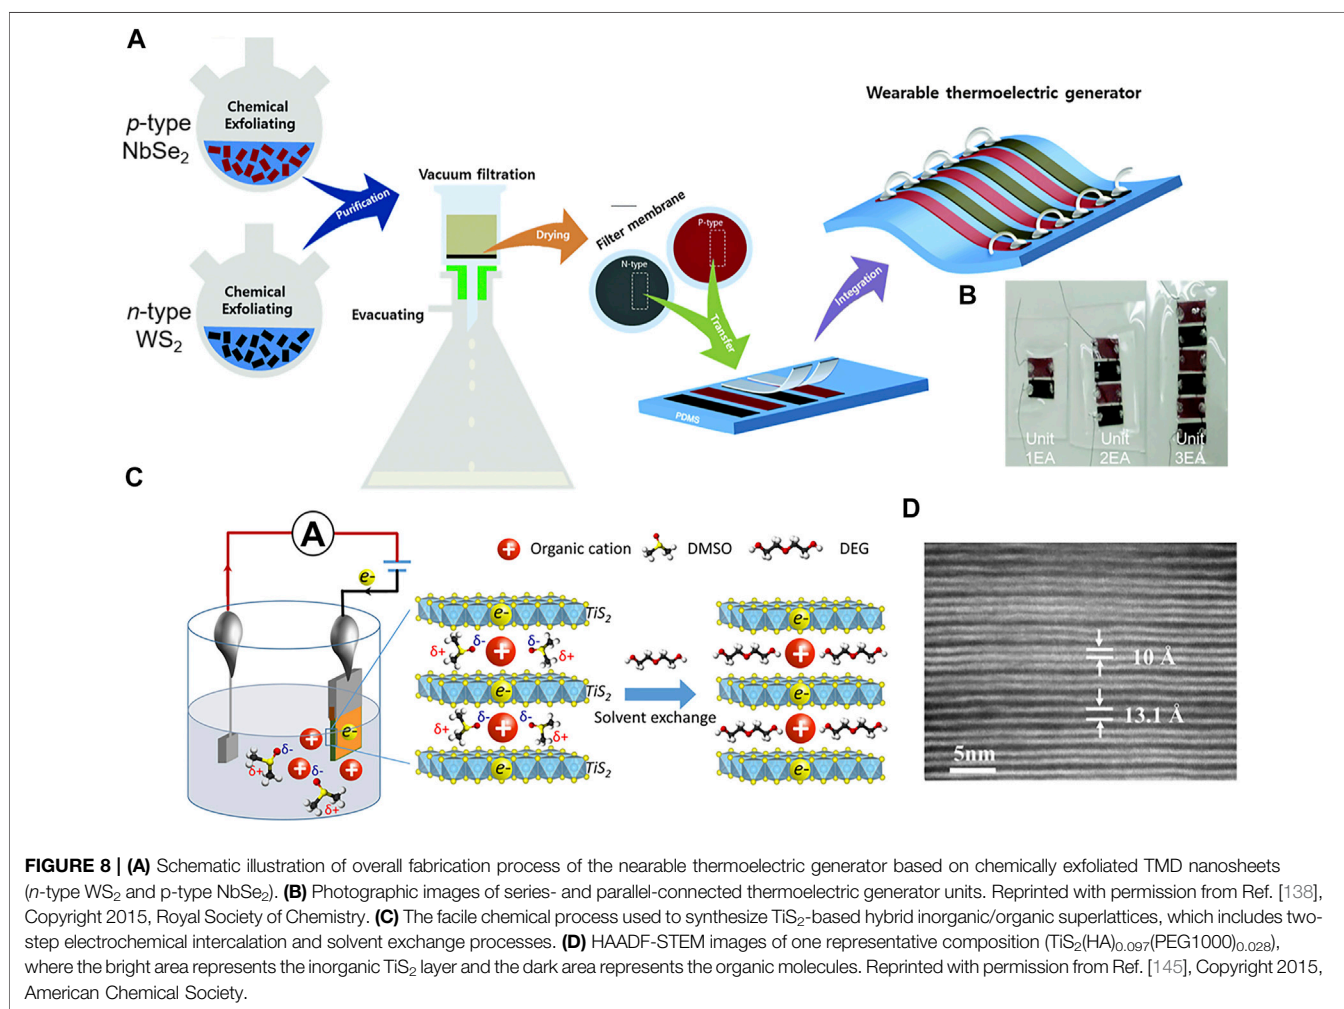 A
Chemical
Exfoliating
p-type
NbSe2
Purification
Chemical
Exfoliating
n-type
WS2
Vacuum filtration
Evacuating
Drying
Filter membrane
N-type
P-type
Transfer
PDMS
Integration
Wearable thermoelectric generator
B
Unit
1EA
Unit
2EA
Unit
3EA
C
A
e-
+ Organic cation
DMSO
DEG
e-
+
+
+
δ-
δ+
δ-
δ+
e- TiS2
δ+ δ- + δ- δ+
e- TiS2
δ+ δ- + δ- δ+
e- TiS2
Solvent exchange
e-
+
e-
+
e-
D
10 Å
13.1 Å
5nm
FIGURE 8 | (A) Schematic illustration of overall fabrication process of the nearable thermoelectric generator based on chemically exfoliated TMD nanosheets
(n-type WS2 and p-type NbSe2). (B) Photographic images of series- and parallel-connected thermoelectric generator units. Reprinted with permission from Ref. [138],
Copyright 2015, Royal Society of Chemistry. (C) The facile chemical process used to synthesize TiS2-based hybrid inorganic/organic superlattices, which includes two-
step electrochemical intercalation and solvent exchange processes. (D) HAADF-STEM images of one representative composition (TiS2(HA)0.097(PEG1000)0.028),
where the bright area represents the inorganic TiS2 layer and the dark area represents the organic molecules. Reprinted with permission from Ref. [145], Copyright 2015,
American Chemical Society.